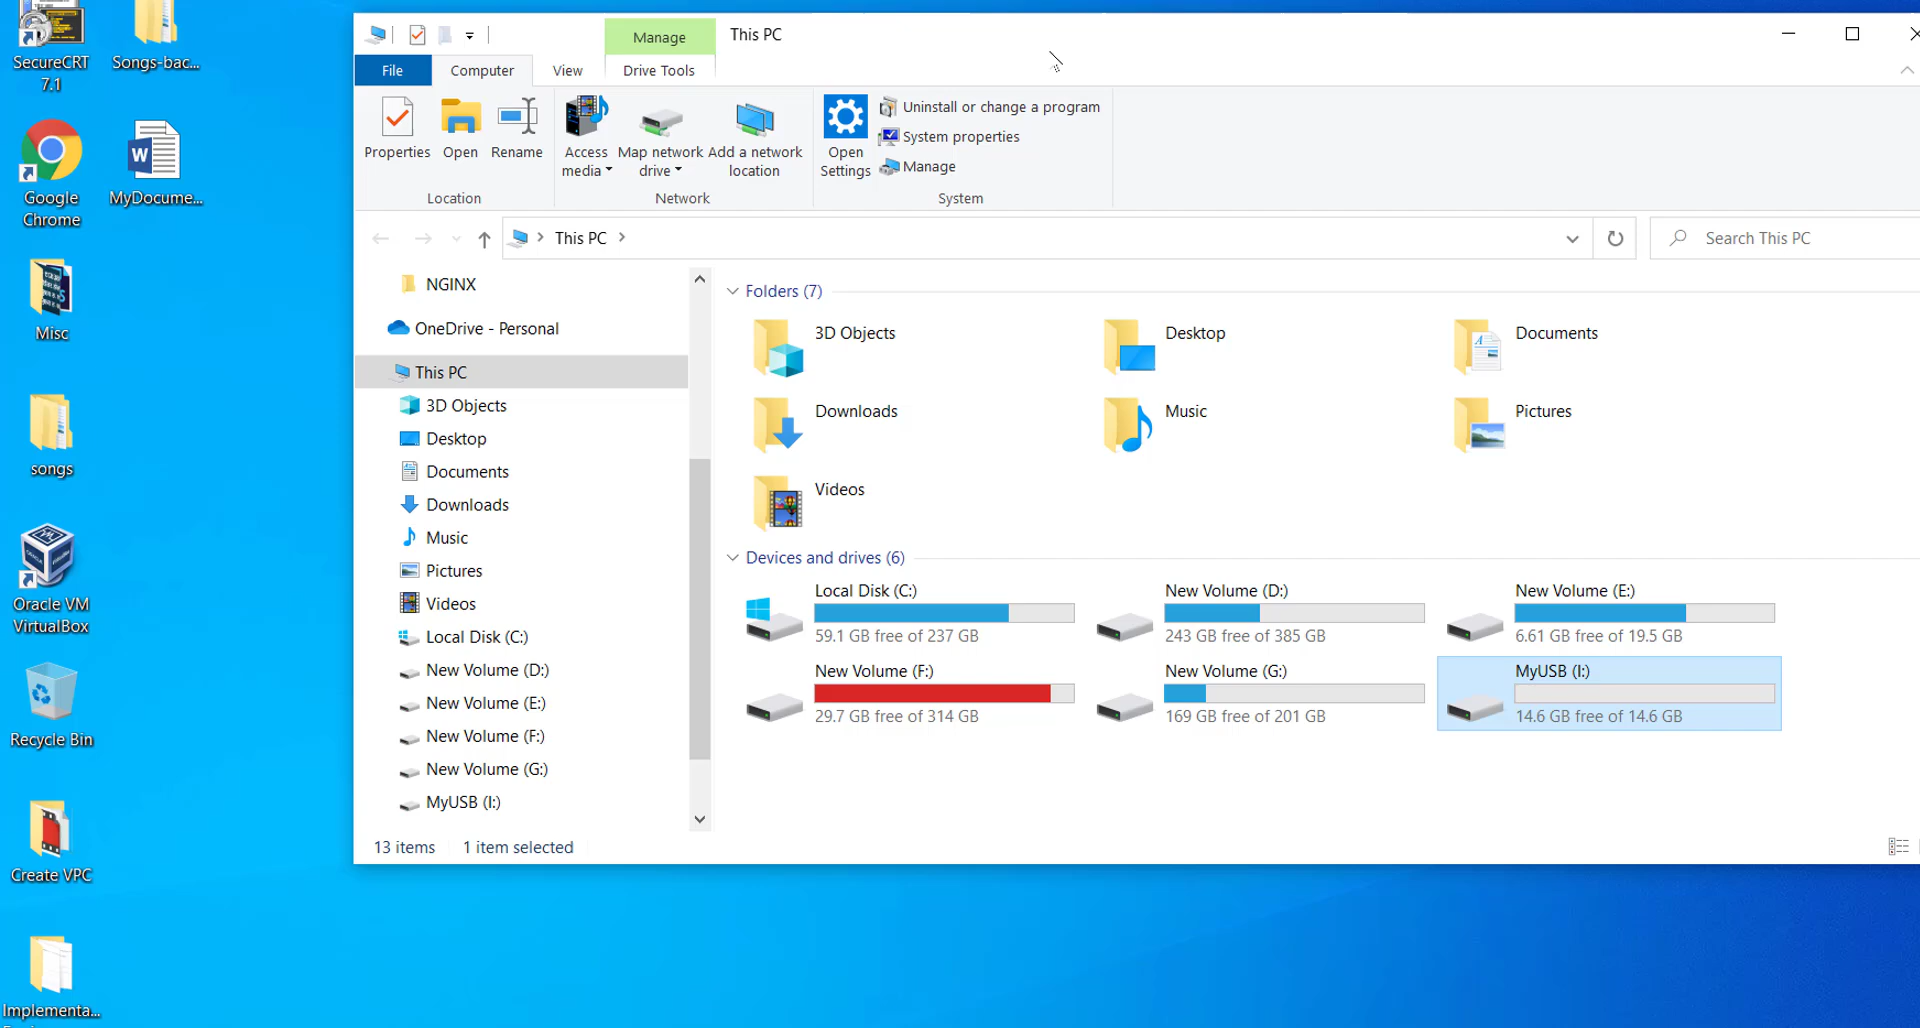 SecureCRT
7.1
Songs-bac...
Google
Chrome
MyDocume...
Misc
songs
Oracle VM
VirtualBox
Recycle Bin
Create VPC
Implementa...
Manage
This PC
File
Computer
View
Drive Tools
Properties
Open
Rename
Access
media
Map network
drive
Add a network
location
Open
Settings
Uninstall or change a program
System properties
Manage
Location
Network
System
This PC
Search This PC
NGINX
OneDrive - Personal
This PC
3D Objects
Desktop
Documents
Downloads
Music
Pictures
Videos
Local Disk (C:)
New Volume (D:)
New Volume (E:)
New Volume (F:)
New Volume (G:)
MyUSB (I:)
Folders (7)
3D Objects
Desktop
Documents
Downloads
Music
Pictures
Videos
Devices and drives (6)
Local Disk (C:)
59.1 GB free of 237 GB
New Volume (D:)
243 GB free of 385 GB
New Volume (E:)
6.61 GB free of 19.5 GB
New Volume (F:)
29.7 GB free of 314 GB
New Volume (G:)
169 GB free of 201 GB
MyUSB (I:)
14.6 GB free of 14.6 GB
13 items
1 item selected